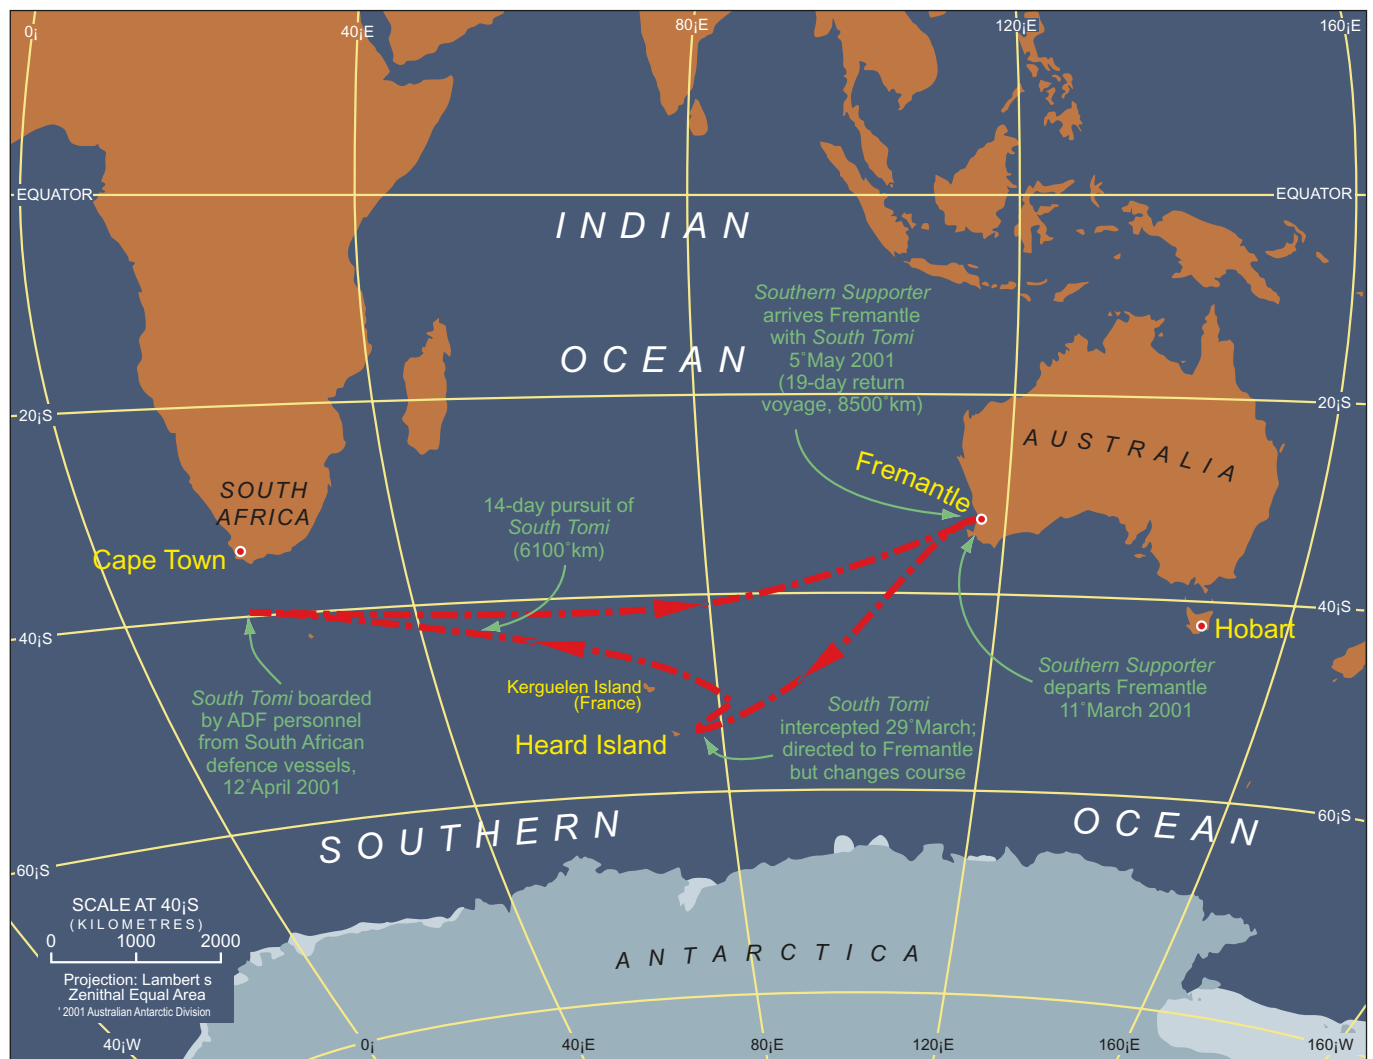 0¡
40¡E
80¡E
120¡E
160¡E
EQUATOR
EQUATOR
INDIAN
OCEAN
Southern Supporter
arrives Fremantle
with South Tomi
5˚May 2001
(19-day return
voyage, 8500˚km)
20¡S
20¡S
AUSTRALIA
Fremantle
SOUTH
AFRICA
Cape Town
14-day pursuit of
South Tomi
(6100˚km)
40¡S
40¡S
Hobart
South Tomi boarded
by ADF personnel
from South African
defence vessels,
12˚April 2001
Kerguelen Island
(France)
Heard Island
South Tomi
intercepted 29˚March;
directed to Fremantle
but changes course
Southern Supporter
departs Fremantle
11˚March 2001
SOUTHERN
OCEAN
60¡S
60¡S
SCALE AT 40¡S
(KILOMETRES)
0 1000 2000
Projection: Lambert s
Zenithal Equal Area
' 2001 Australian Antarctic Division
ANTARCTICA
40¡W
0¡
40¡E
80¡E
120¡E
160¡E
160¡W